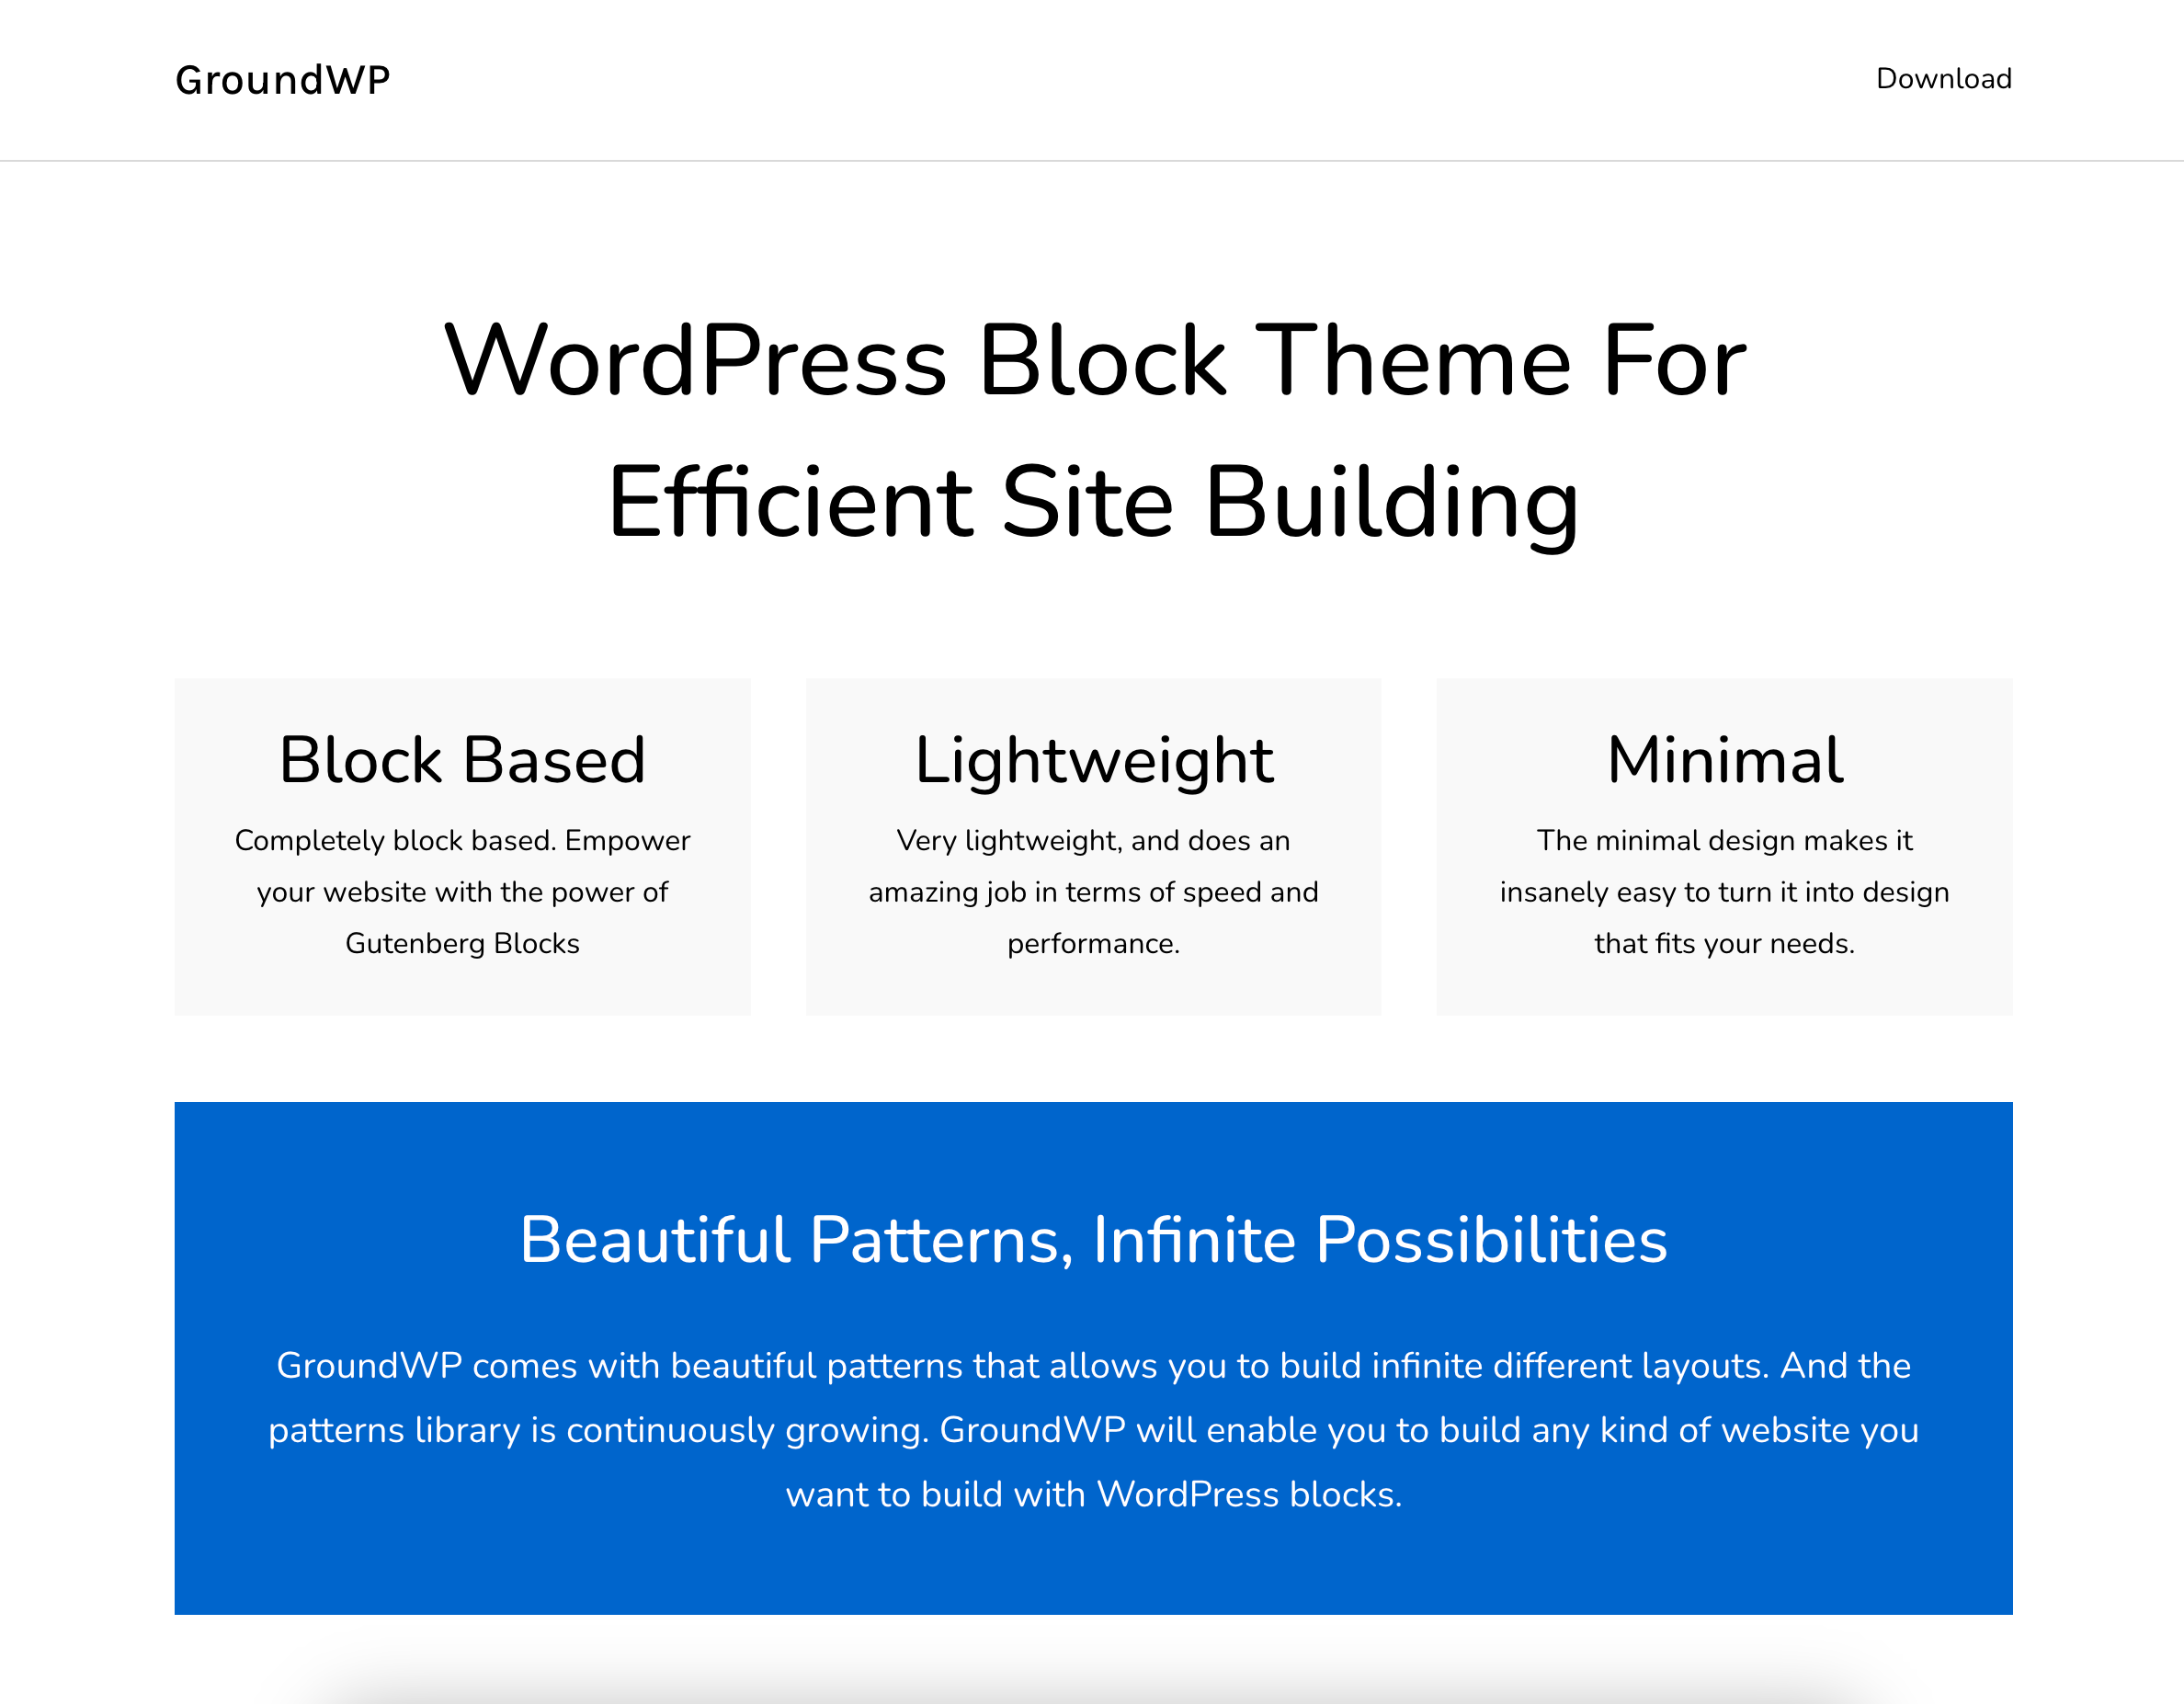 GroundWP
Download
WordPress Block Theme For
Efficient Site Building
Block Based
Completely block based. Empower
your website with the power of
Gutenberg Blocks
Lightweight
Very lightweight, and does an
amazing job in terms of speed and
performance.
Minimal
The minimal design makes it
insanely easy to turn it into design
that fits your needs.
Beautiful Patterns, Infinite Possibilities
GroundWP comes with beautiful patterns that allows you to build infinite different layouts. And the
patterns library is continuously growing. GroundWP will enable you to build any kind of website you
want to build with WordPress blocks.